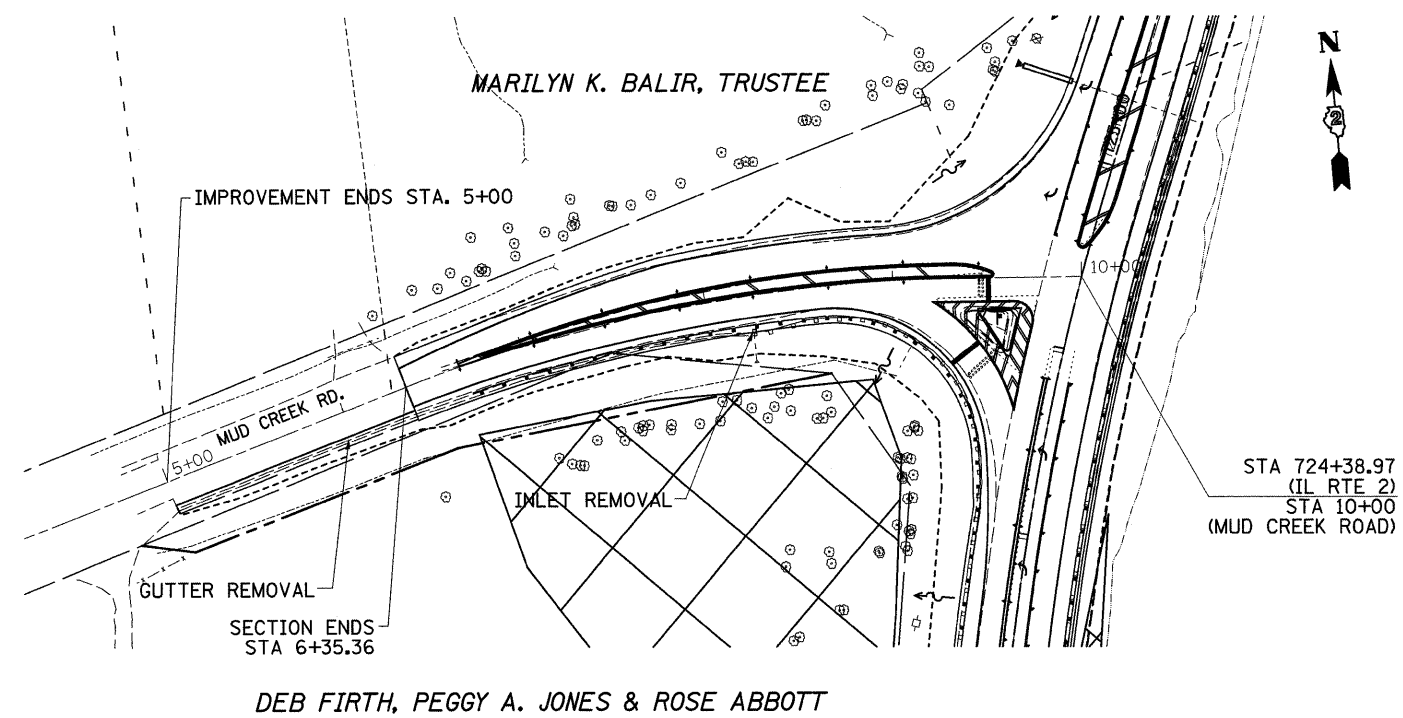 N
MARILYN K. BALIR, TRUSTEE
2
IMPROVEMENT ENDS STA. 5+00
10+00
MUD CREEK RD.
5+00
STA 724+38.97
(IL RTE 2)
STA 10+00
(MUD CREEK ROAD)
INLET REMOVAL
GUTTER REMOVAL
SECTION ENDS
STA 6+35.36
DEB FIRTH, PEGGY A. JONES & ROSE ABBOTT